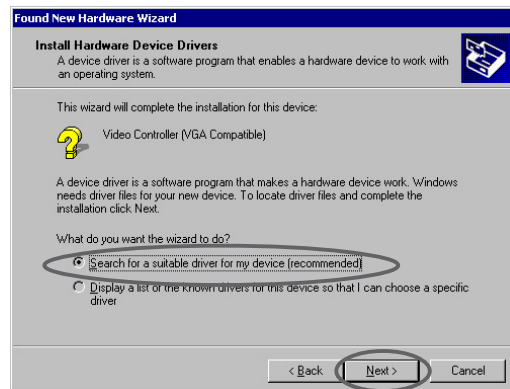 Found New Hardware Wizard
Install Hardware Device Drivers
A device driver is a software program that enables a hardware device to work with
an operating system.
This wizard will complete the installation for this device:
Video Controller (VGA Compatible)
A device driver is a software program that makes a hardware device work. Windows
needs driver files for your new device. To locate driver files and complete the
installation click Next.
What do you want the wizard to do?
Search for a suitable driver for my device (recommended)
Display a list of the known drivers for this device so that I can choose a specific
driver
< Back
Next >
Cancel